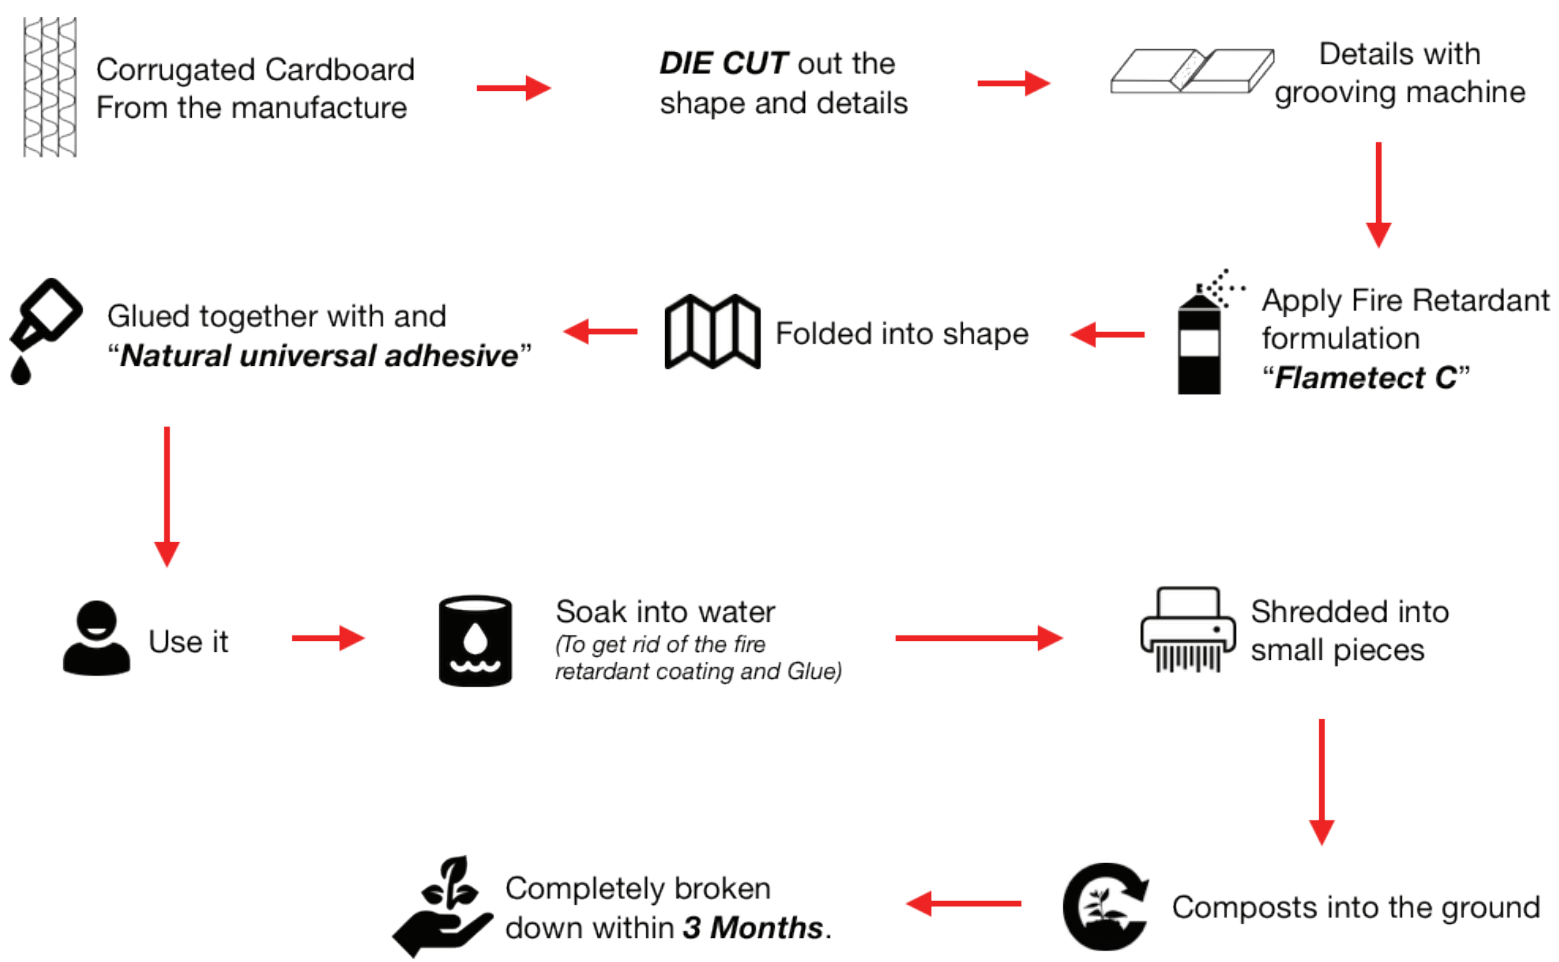 Corrugated Cardboard
From the manufacture
DIE CUT out the
shape and details
Details with
grooving machine
Apply Fire Retardant
formulation
“Flametect C”
Folded into shape
Glued together with and
“Natural universal adhesive”
Use it
Soak into water
(To get rid of the fire
retardant coating and Glue)
Shredded into
small pieces
Composts into the ground
Completely broken
down within 3 Months.